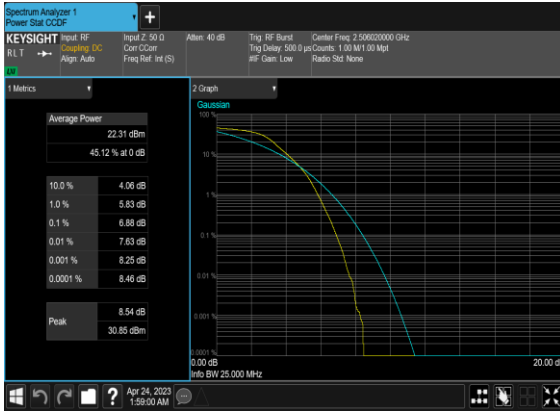 Spectrum Analyzer 1
Power Stat CCDF
+
KEYSIGHT
RLT
Input: RF
Coupling: DC
Align: Auto
Input Z: 50 Ω
Corr CCorr
Freq Ref: Int (S)
Atten: 40 dB
Trig: RF Burst
Trig Delay: 500.0 µs
#IF Gain: Low
Center Freq: 2.506020000 GHz
Counts: 1.00 M/1.00 Mpt
Radio Std: None
1 Metrics
Average Power
22.31 dBm
45.12 % at 0 dB
10.0 % 4.06 dB
1.0 % 5.83 dB
0.1 % 6.88 dB
0.01 % 7.63 dB
0.001 % 8.25 dB
0.0001 % 8.46 dB
Peak 8.54 dB
30.85 dBm
2 Graph
Gaussian
100 %
10 %
1 %
0.1 %
0.01 %
0.001 %
0.0001 %
0.00 dB
20.00 d
Info BW 25.000 MHz
?
Apr 24, 2023
1:59:00 AM